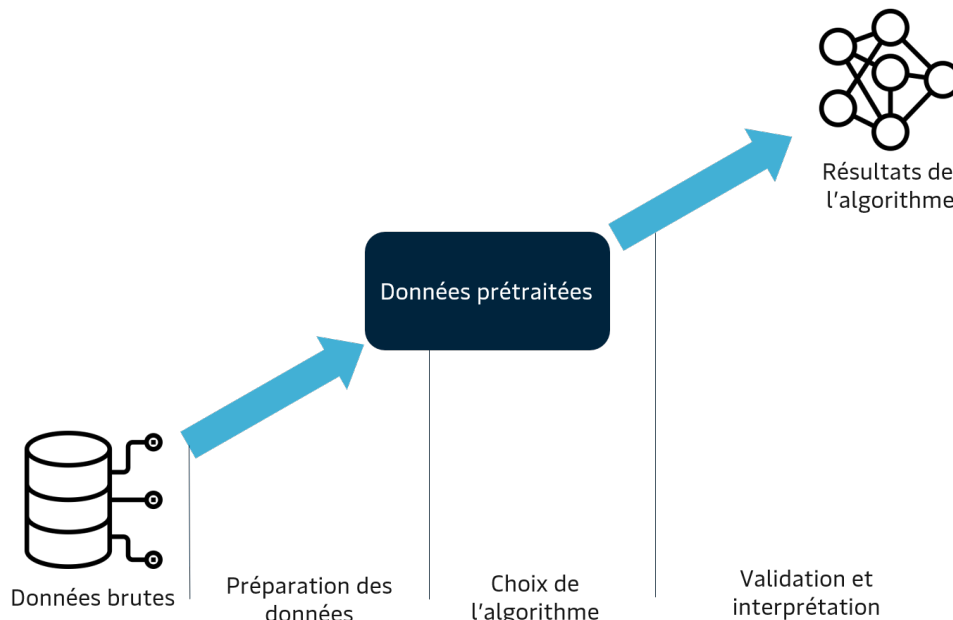 Résultats de
l'algorithme
Données prétraitées
Données brutes
Préparation des
données
Choix de
l'algorithme
Validation et
interprétation